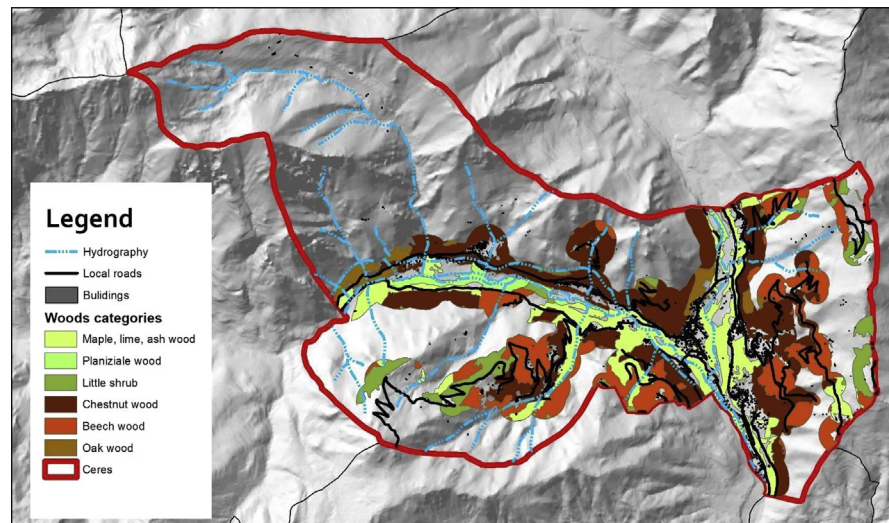 Legend
Hydrography
Local roads
Bulidings
Woods categories
Maple, lime, ash wood
Planiziale wood
Little shrub
Chestnut wood
Beech wood
Oak wood
Ceres